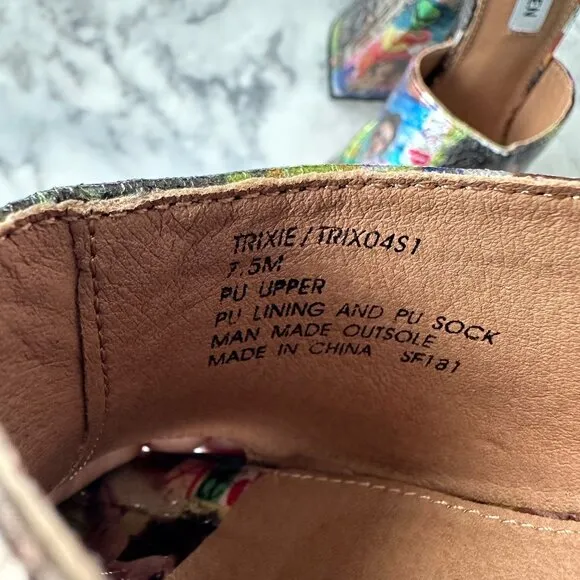 TRIXIE / TRIX04S1
7.5M
PU UPPER
PU LINING AND PU SOCK
MAN MADE OUTSOLE
MADE IN CHINA SF181